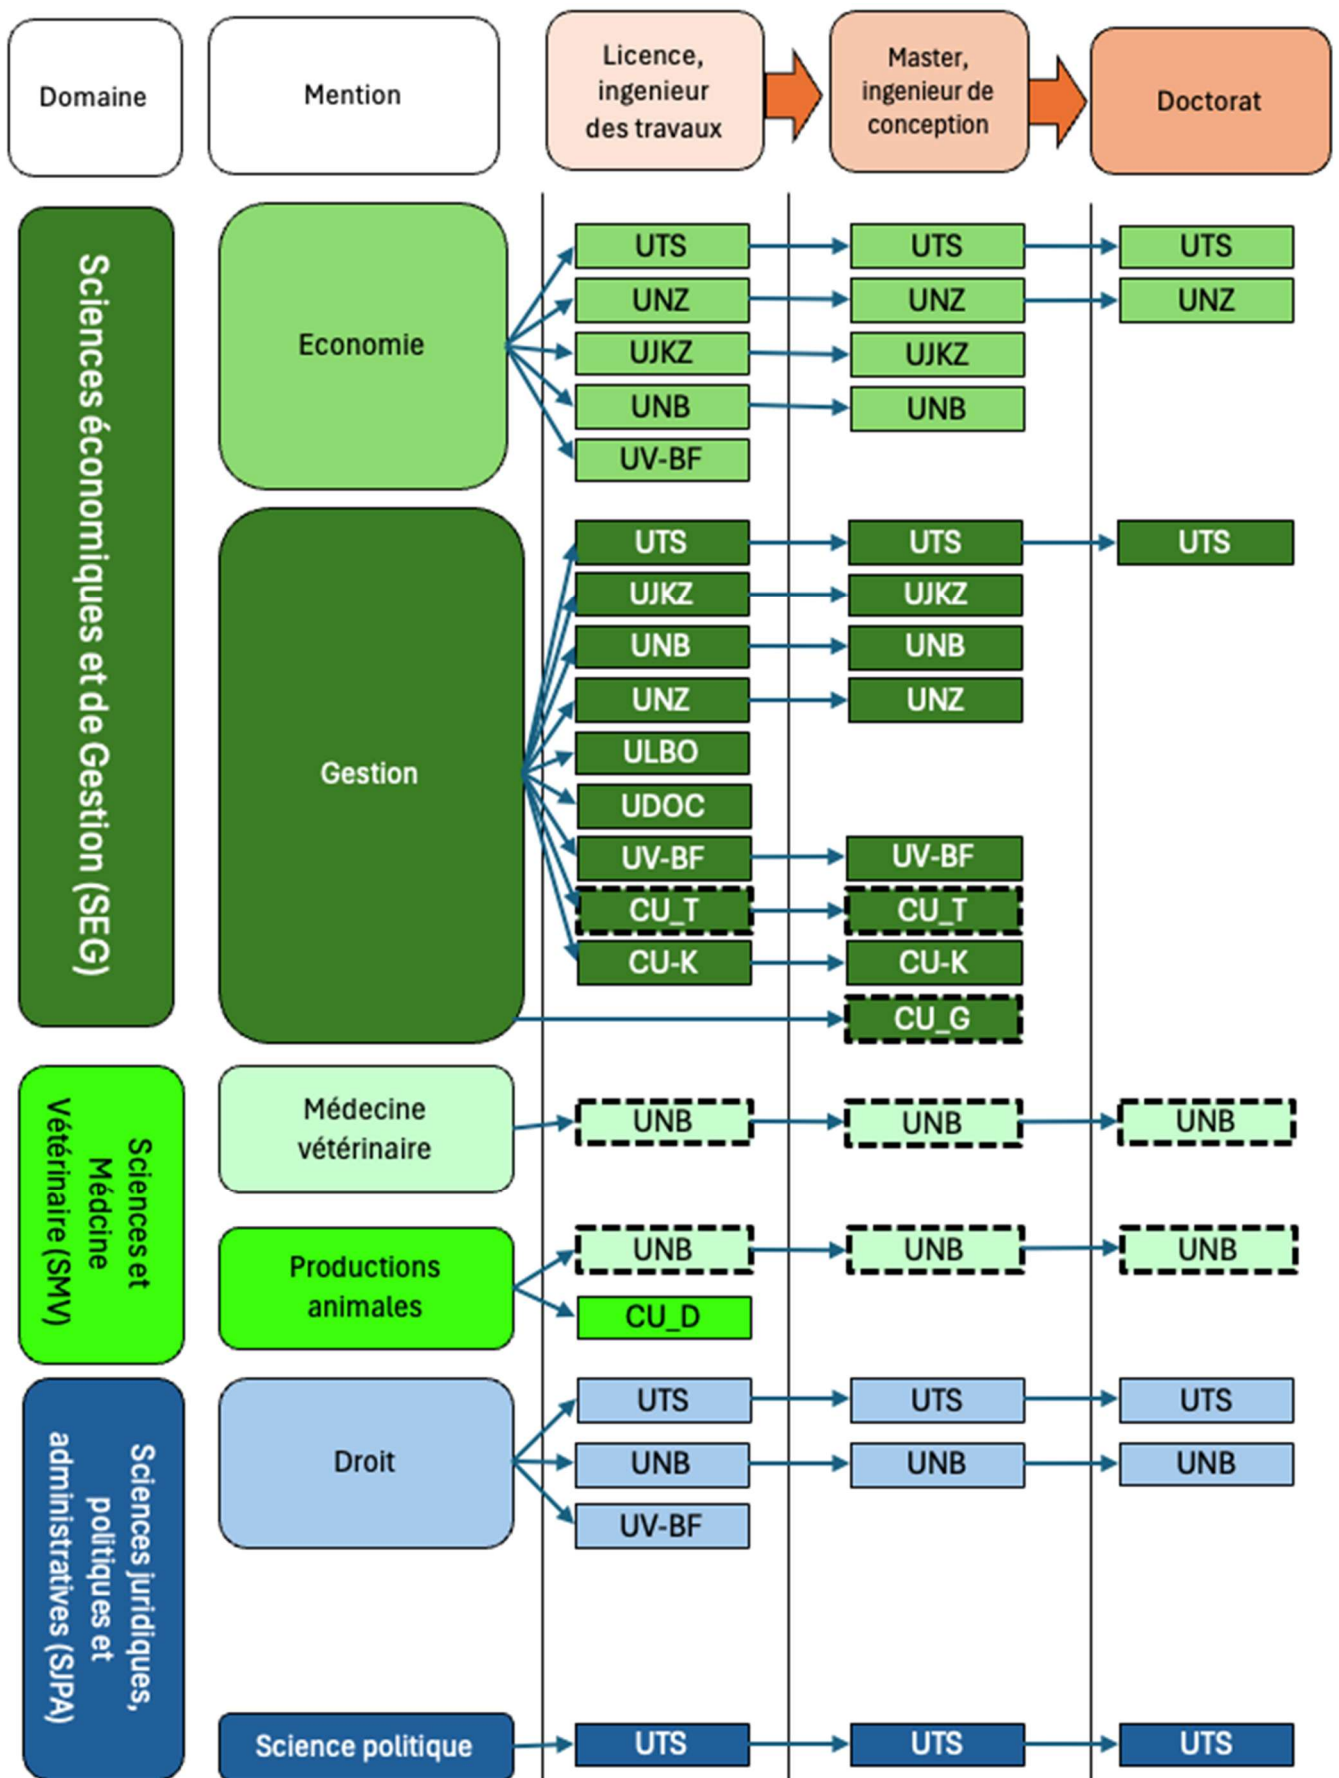 Domaine
Mention
Licence,
ingenieur
des travaux
Master,
ingenieur de
conception
Doctorat
Sciences économiques et de Gestion (SEG)
Economie
UTS
UTS
UTS
UNZ
UNZ
UNZ
UJKZ
UJKZ
UNB
UNB
UV-BF
Gestion
UTS
UTS
UTS
UJKZ
UJKZ
UNB
UNB
UNZ
UNZ
ULBO
UDOC
UV-BF
UV-BF
CU_T
CU_T
CU-K
CU-K
CU_G
Sciences et
Médcine
Vétérinaire (SMV)
Médecine
vétérinaire
UNB
UNB
UNB
Productions
animales
UNB
UNB
UNB
CU_D
Sciences juridiques,
politiques et
administratives (SJPA)
Droit
UTS
UTS
UTS
UNB
UNB
UNB
UV-BF
Science politique
UTS
UTS
UTS